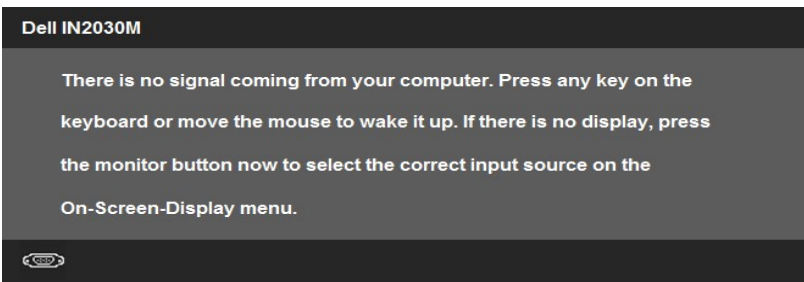 Dell IN2030M
There is no signal coming from your computer. Press any key on the
keyboard or move the mouse to wake it up. If there is no display, press
the monitor button now to select the correct input source on the
On-Screen-Display menu.